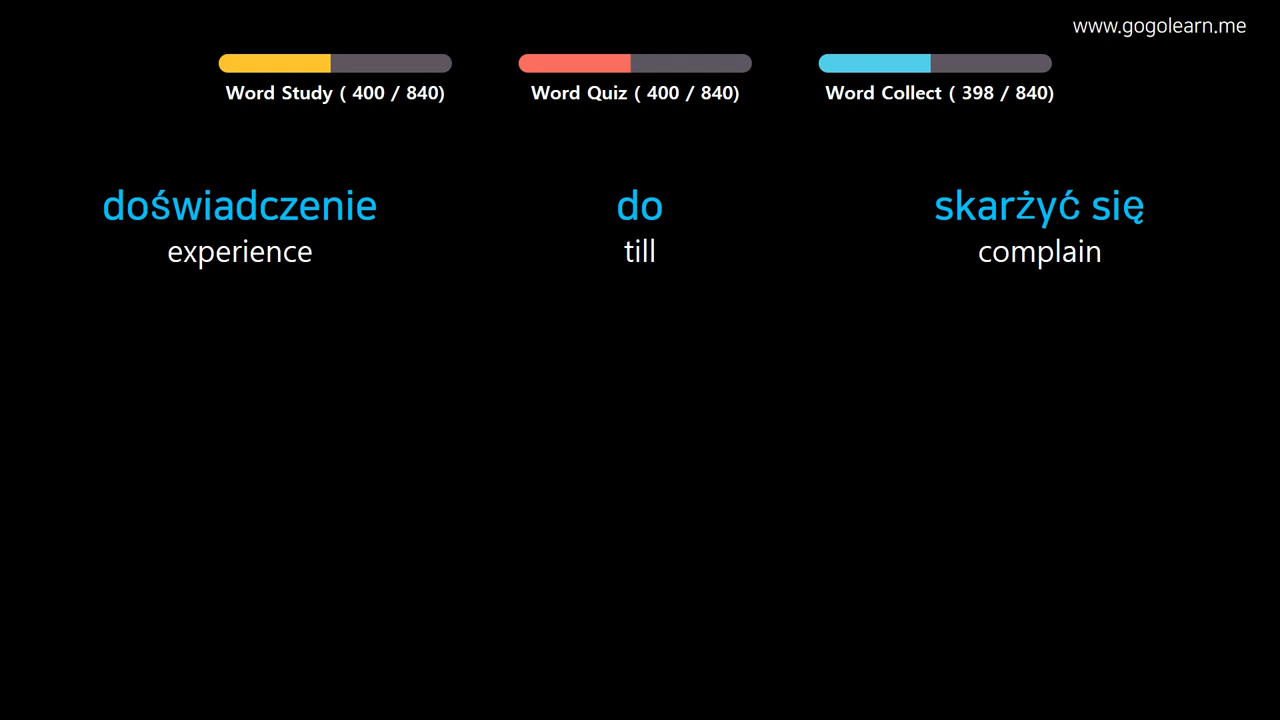 www.gogolearn.me
Word Study ( 400 / 840)
Word Quiz ( 400 / 840)
Word Collect ( 398 / 840)
doświadczenie
experience
do
till
skarżyć się
complain